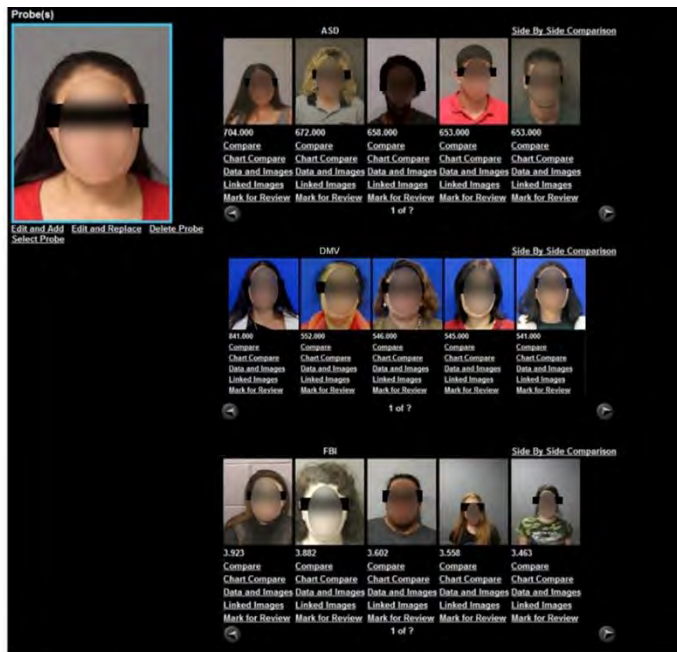 Probe(s)
Edit and Add Edit and Replace Delete Probe
Select Probe
ASD Side By Side Comparison
704.000 672.000 658.000 653.000 653.000
Compare Compare Compare Compare Compare
Chart Compare Chart Compare Chart Compare Chart Compare Chart Compare
Data and Images Data and Images Data and Images Data and Images Data and Images
Linked Images Linked Images Linked Images Linked Images Linked Images
Mark for Review Mark for Review Mark for Review Mark for Review Mark for Review
1 of ?
DMV Side By Side Comparison
841.000 552.000 546.000 545.000 541.000
Compare Compare Compare Compare Compare
Chart Compare Chart Compare Chart Compare Chart Compare Chart Compare
Data and Images Data and Images Data and Images Data and Images Data and Images
Linked Images Linked Images Linked Images Linked Images Linked Images
Mark for Review Mark for Review Mark for Review Mark for Review Mark for Review
1 of ?
FBI Side By Side Comparison
3.923 3.882 3.602 3.558 3.463
Compare Compare Compare Compare Compare
Chart Compare Chart Compare Chart Compare Chart Compare Chart Compare
Data and Images Data and Images Data and Images Data and Images Data and Images
Linked Images Linked Images Linked Images Linked Images Linked Images
Mark for Review Mark for Review Mark for Review Mark for Review Mark for Review
1 of ?